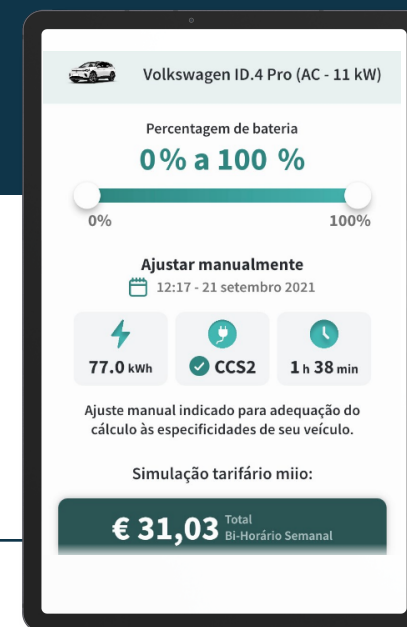 Volkswagen ID.4 Pro (AC - 11 kW)
Percentagem de bateria
0% a 100 %
0% 100%
Ajustar manualmente
12:17 - 21 setembro 2021
77.0 kWh CCS2 1 h 38 min
Ajuste manual indicado para adequação do
cálculo às especificidades de seu veículo.
Simulação tarifário miio:
€ 31,03 Total
Bi-Horário Semanal